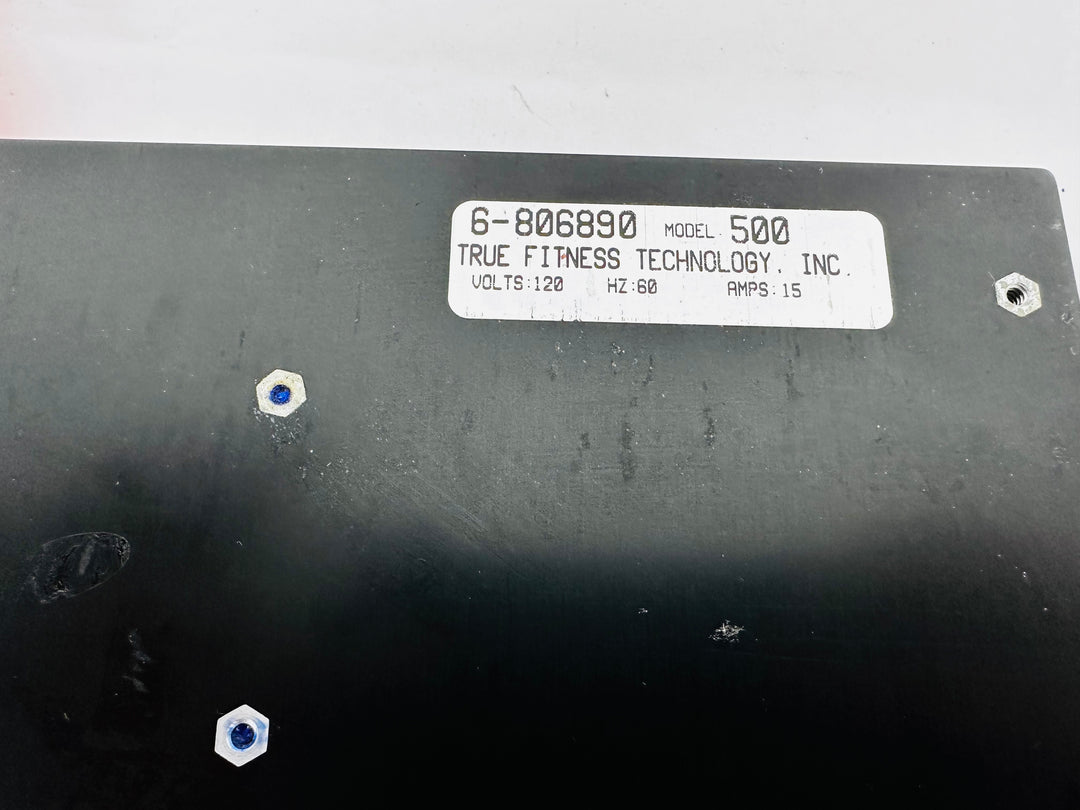 6-806890 MODEL 500
TRUE FITNESS TECHNOLOGY, INC.
VOLTS:120 HZ:60 AMPS:15